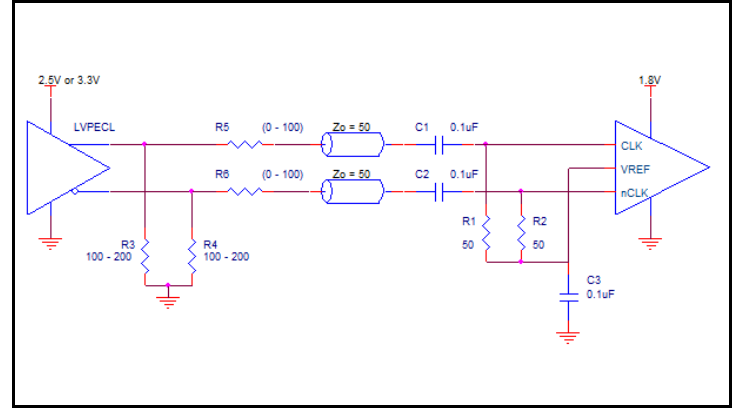 2.5V or 3.3V
1.8V
LVPECL
R5 (0 - 100) Zo = 50 C1 0.1uF
CLK
R6 (0 - 100) Zo = 50 C2 0.1uF
VREF
nCLK
R1 R2
50 50
R3 R4
100 - 200 100 - 200
C3
0.1uF